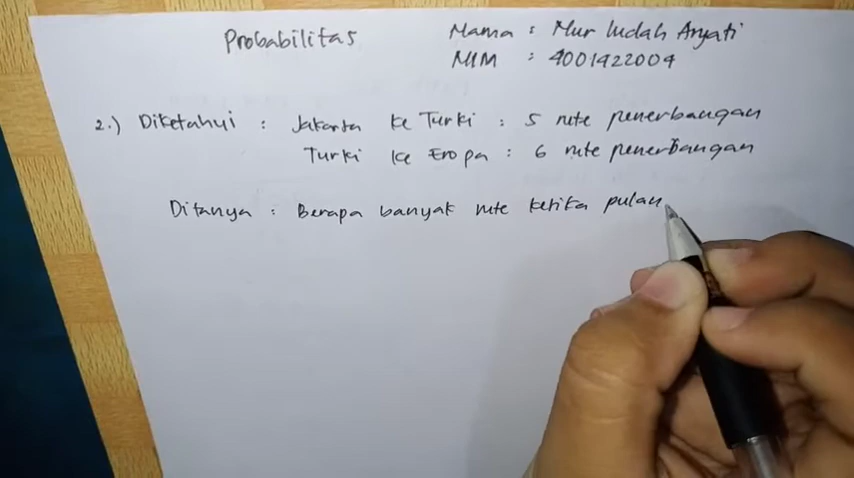 Probabilitas
Nama : Nur Indah Aryati
NIM : 4001422004
2.) Diketahui : Jakarta ke Turki : 5 rute penerbangan
Turki ke Eropa : 6 rute penerbangan
Ditanya : Berapa banyak rute ketika pulan